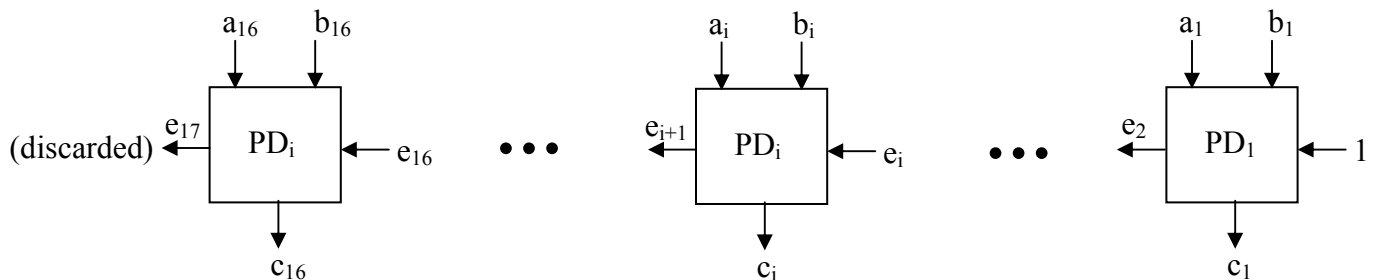 a₁₆ b₁₆ aᵢ bᵢ a₁ b₁
(discarded) e₁₇ PDᵢ e₁₆ ••• eᵢ₊₁ PDᵢ eᵢ ••• e₂ PD₁ 1
c₁₆ cᵢ c₁